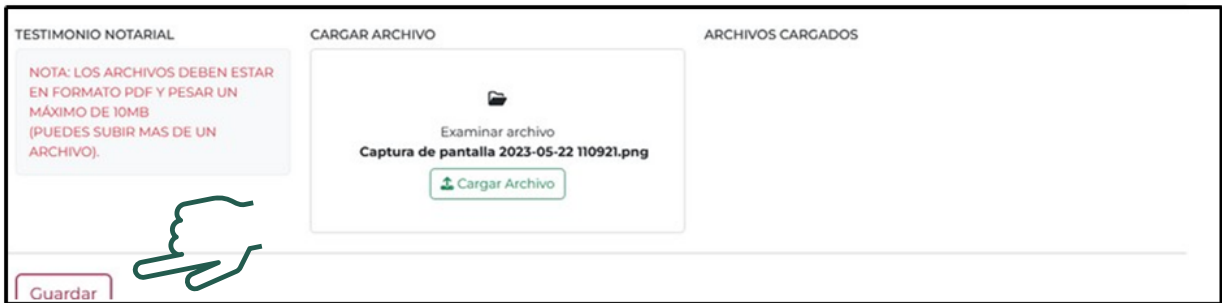 TESTIMONIO NOTARIAL
NOTA: LOS ARCHIVOS DEBEN ESTAR
EN FORMATO PDF Y PESAR UN
MÁXIMO DE 10MB
(PUEDES SUBIR MAS DE UN
ARCHIVO).
CARGAR ARCHIVO
Examinar archivo
Captura de pantalla 2023-05-22 110921.png
Cargar Archivo
ARCHIVOS CARGADOS
Guardar